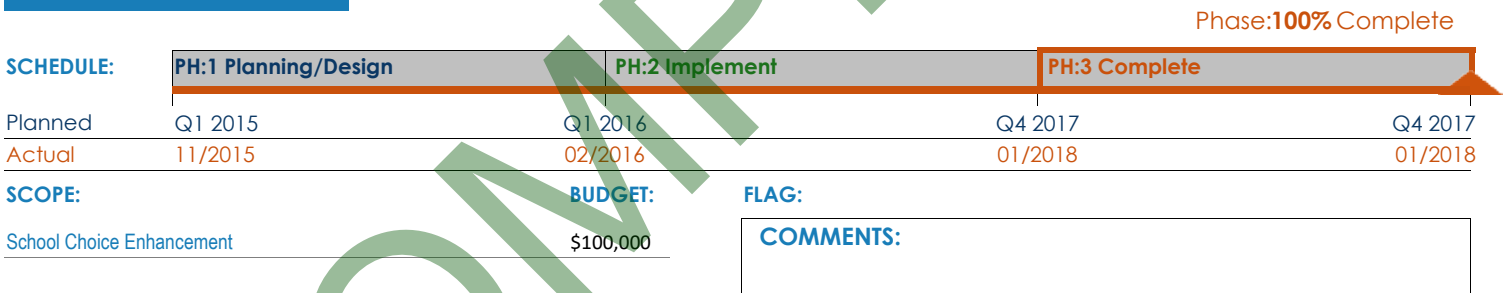 Phase:100% Complete
SCHEDULE: PH:1 Planning/Design PH:2 Implement PH:3 Complete
Planned Q1 2015 Q1 2016 Q4 2017 Q4 2017
Actual 11/2015 02/2016 01/2018 01/2018
SCOPE: BUDGET: FLAG:
School Choice Enhancement $100,000 COMMENTS: